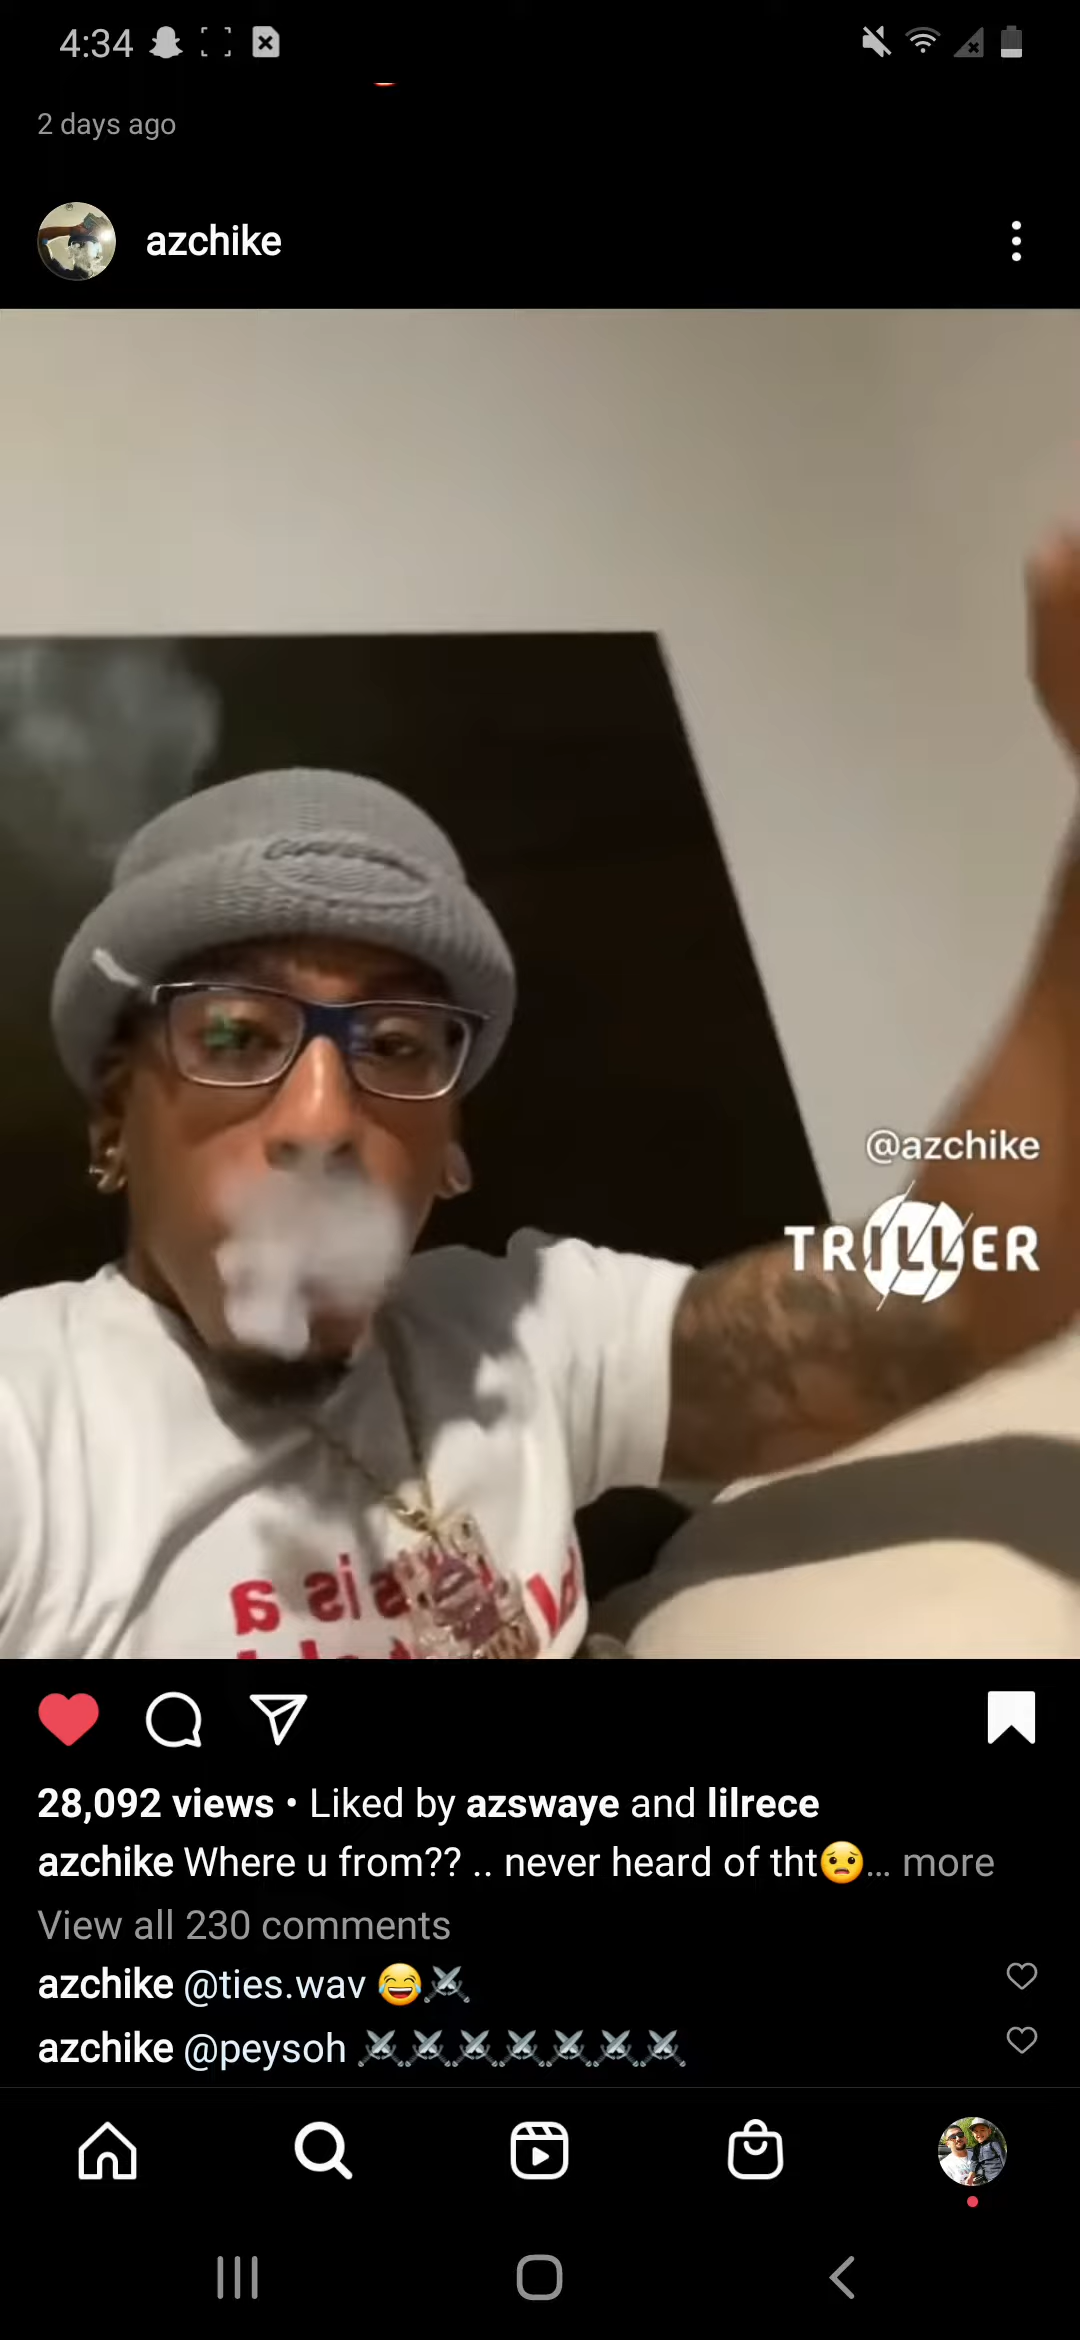 4:34
2 days ago
azchike
@azchike
TRILLER
is a
28,092 views • Liked by azswaye and lilrece
azchike Where u from?? .. never heard of tht😟... more
View all 230 comments
azchike @ties.wav 😂⚔️
azchike @peysoh ⚔️⚔️⚔️⚔️⚔️⚔️⚔️